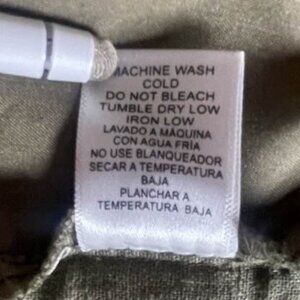 MACHINE WASH
COLD
DO NOT BLEACH
TUMBLE DRY LOW
IRON LOW
LAVADO A MÁQUINA
CON AGUA FRÍA
NO USE BLANQUEADOR
SECAR A TEMPERATURA
BAJA
PLANCHAR A
TEMPERATURA BAJA